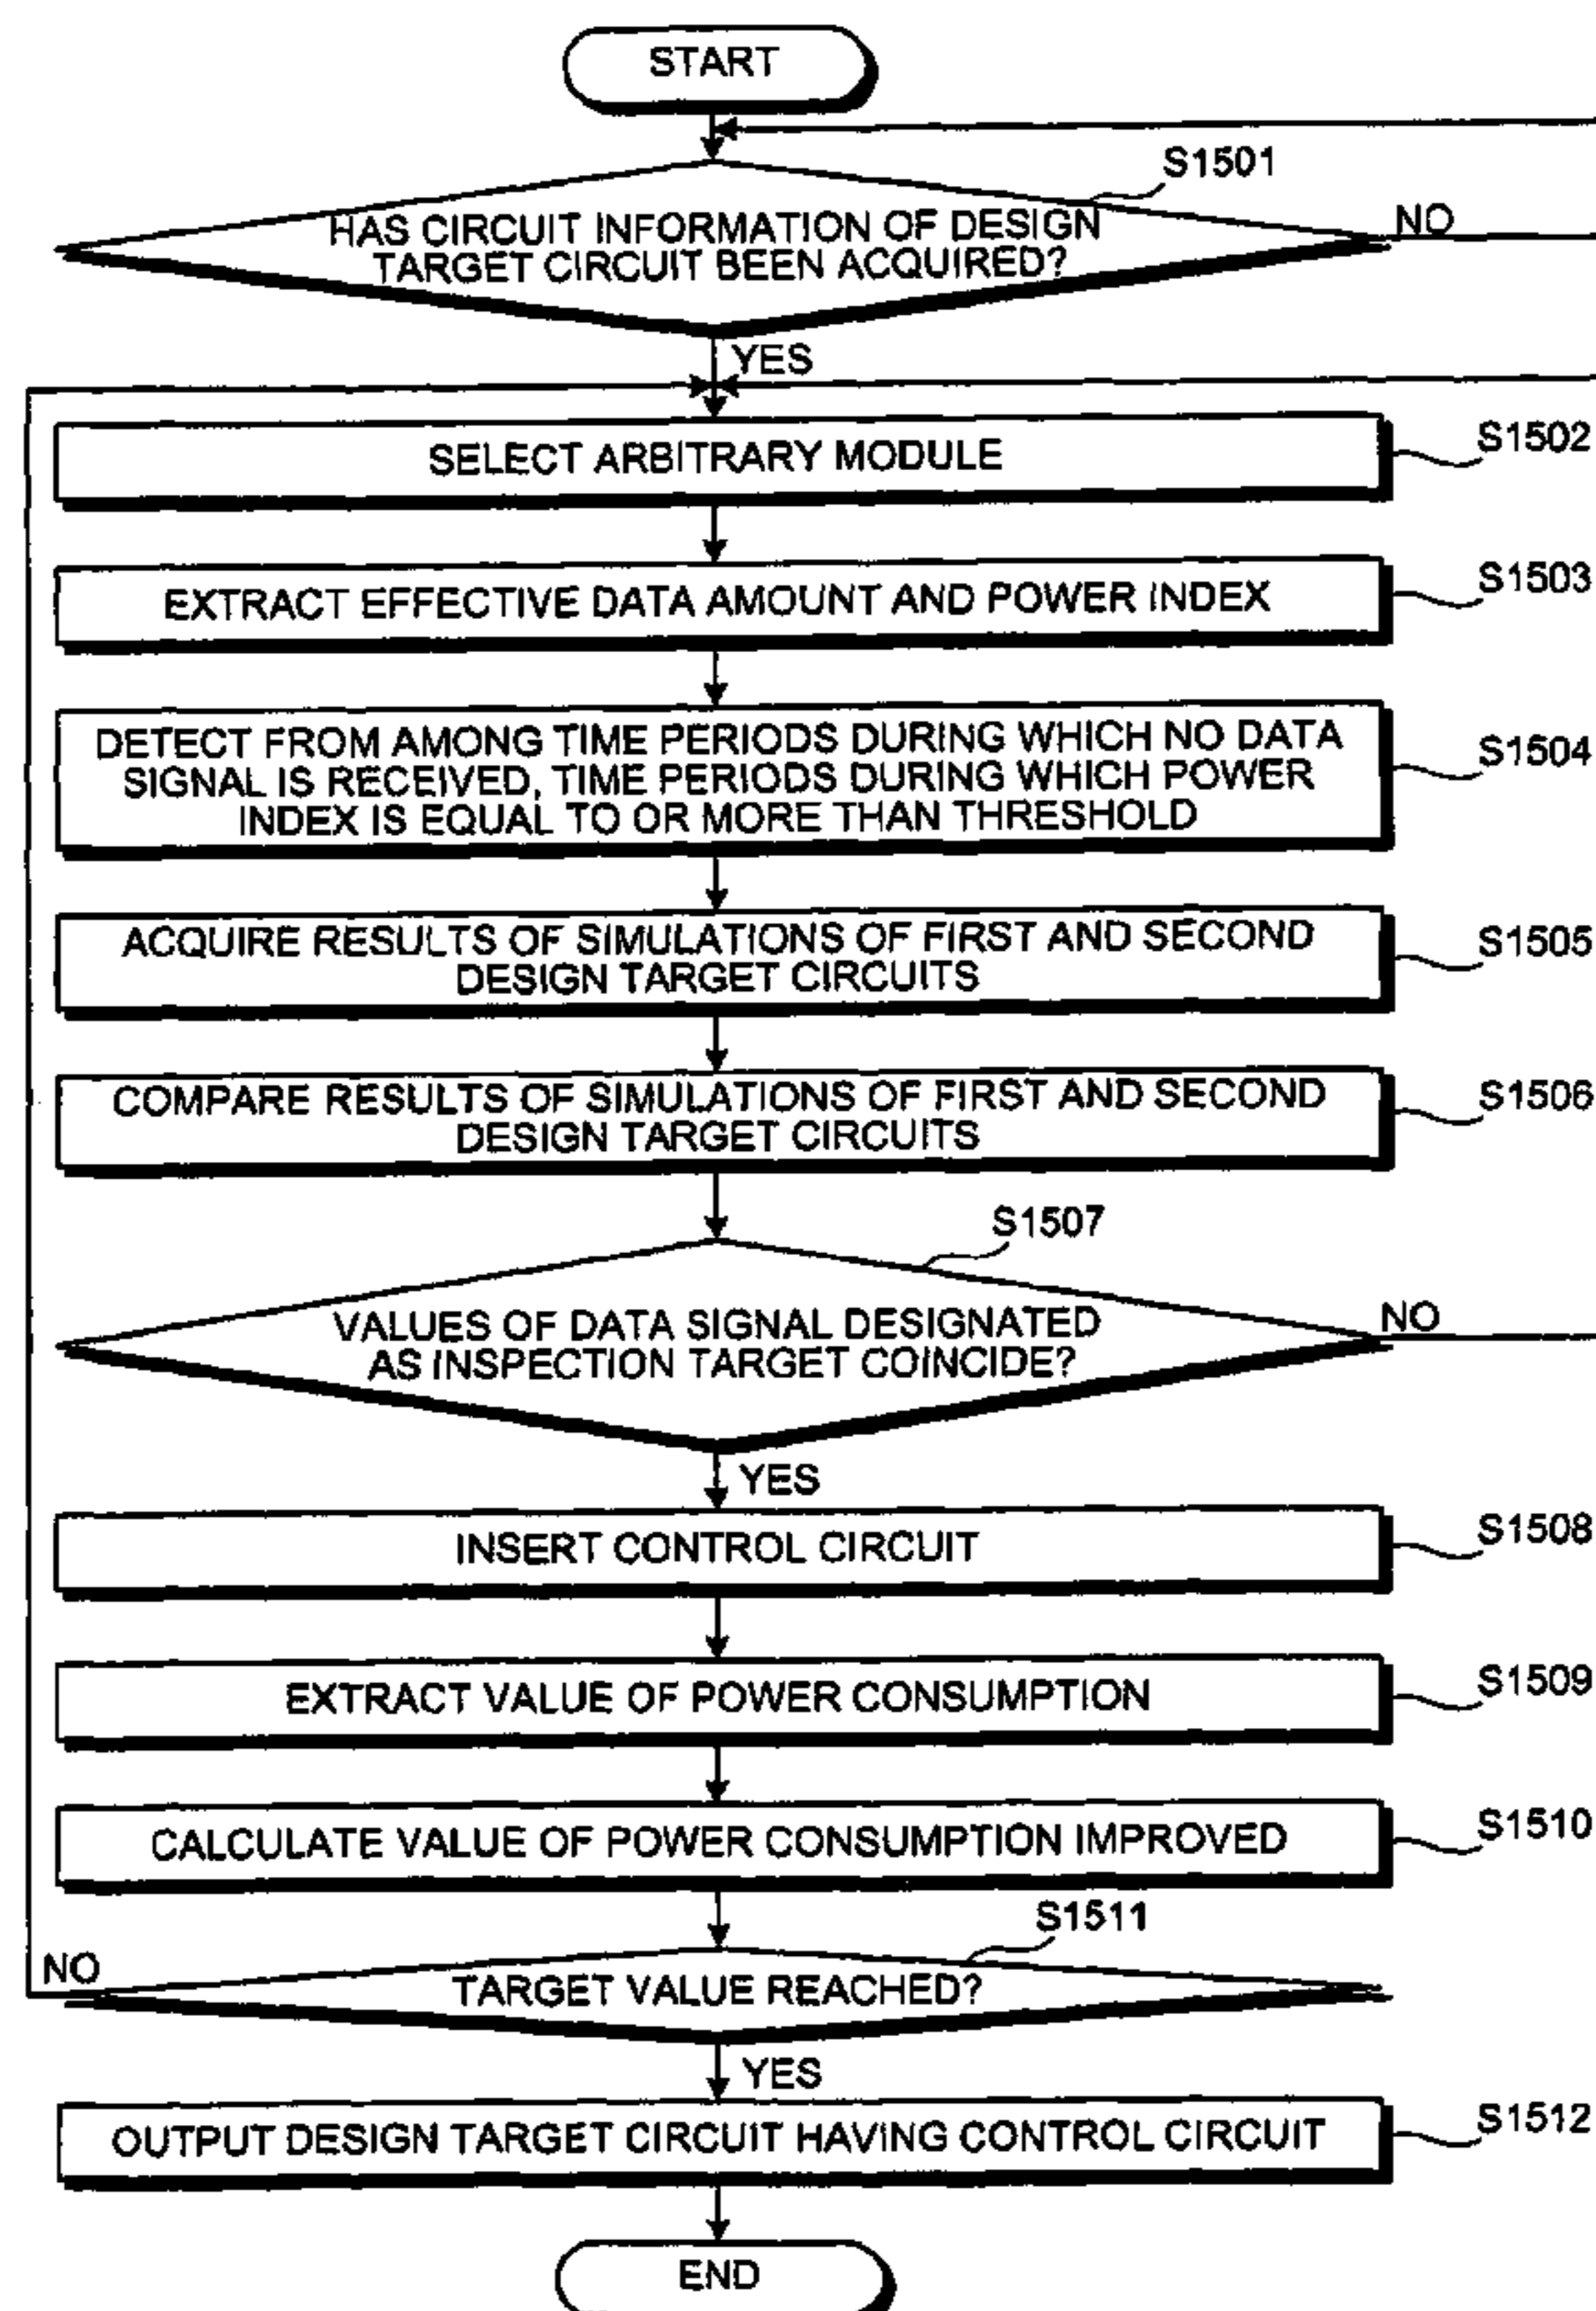 START
S1501
HAS CIRCUIT INFORMATION OF DESIGN
TARGET CIRCUIT BEEN ACQUIRED?
NO
YES
SELECT ARBITRARY MODULE
S1502
EXTRACT EFFECTIVE DATA AMOUNT AND POWER INDEX
S1503
DETECT FROM AMONG TIME PERIODS DURING WHICH NO DATA
SIGNAL IS RECEIVED, TIME PERIODS DURING WHICH POWER
INDEX IS EQUAL TO OR MORE THAN THRESHOLD
S1504
ACQUIRE RESULTS OF SIMULATIONS OF FIRST AND SECOND
DESIGN TARGET CIRCUITS
S1505
COMPARE RESULTS OF SIMULATIONS OF FIRST AND SECOND
DESIGN TARGET CIRCUITS
S1506
S1507
VALUES OF DATA SIGNAL DESIGNATED
AS INSPECTION TARGET COINCIDE?
NO
YES
INSERT CONTROL CIRCUIT
S1508
EXTRACT VALUE OF POWER CONSUMPTION
S1509
CALCULATE VALUE OF POWER CONSUMPTION IMPROVED
S1510
S1511
NO
TARGET VALUE REACHED?
YES
OUTPUT DESIGN TARGET CIRCUIT HAVING CONTROL CIRCUIT
S1512
END